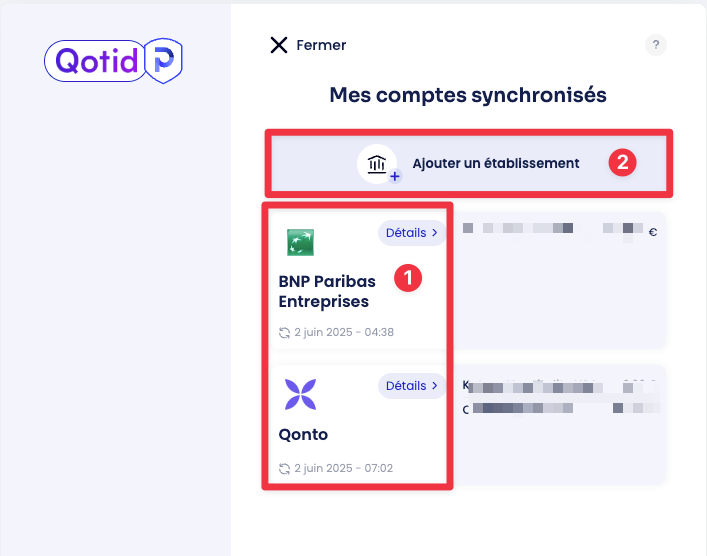 Qotid P
Fermer
?
Mes comptes synchronisés
Ajouter un établissement
2
Détails >
BNP Paribas
Entreprises
1
2 juin 2025 - 04:38
€
Détails >
Qonto
2 juin 2025 - 07:02
K
C